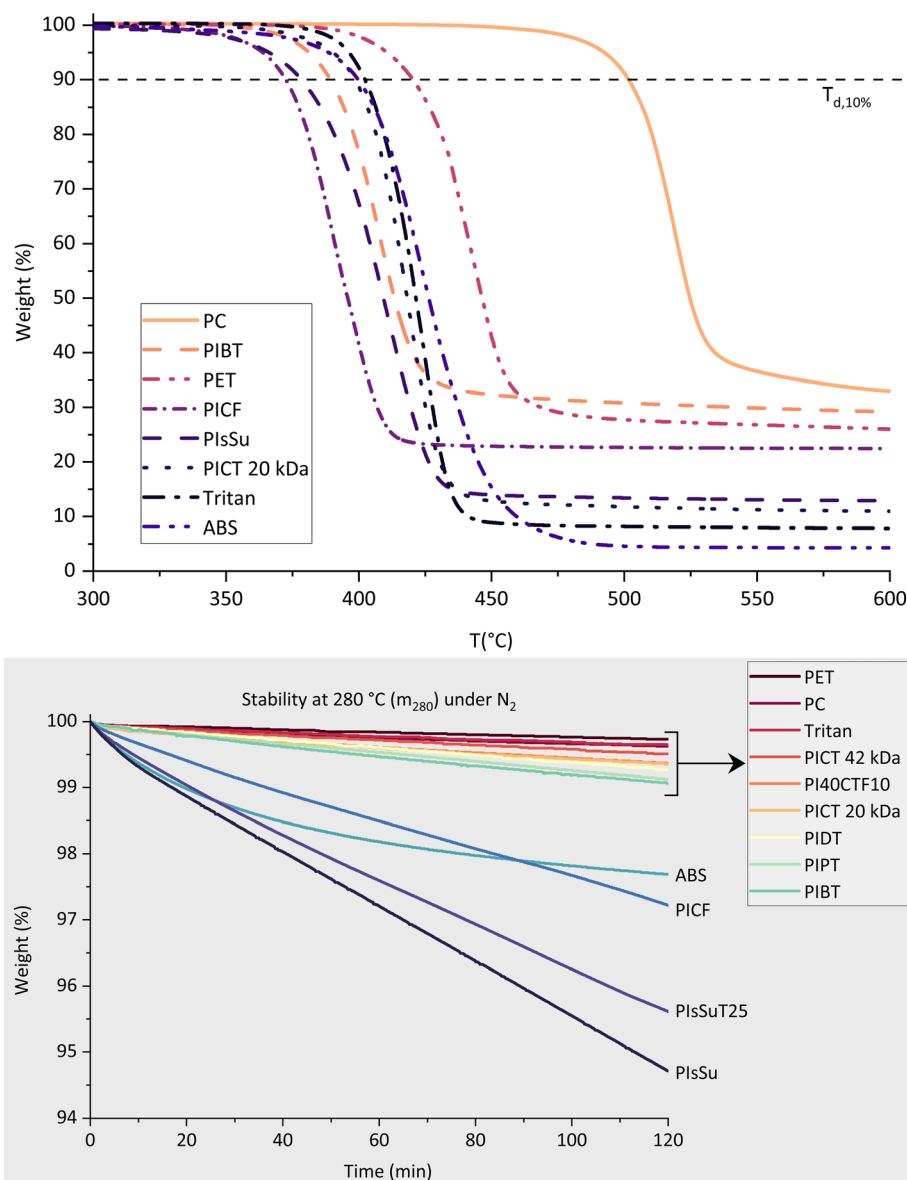 100
90
80
70
60
50
40
30
20
10
0
Weight (%)
T_d,10%
PC
PIBT
PET
PICF
PIsSu
PICT 20 kDa
Tritan
ABS
300 350 400 450 500 550 600
T(°C)
Stability at 280 °C (m₂₈₀) under N₂
100
99
98
97
96
95
94
Weight (%)
ABS
PICF
PIsSuT25
PIsSu
0 20 40 60 80 100 120
Time (min)
PET
PC
Tritan
PICT 42 kDa
PI40CTF10
PICT 20 kDa
PIDT
PIPT
PIBT